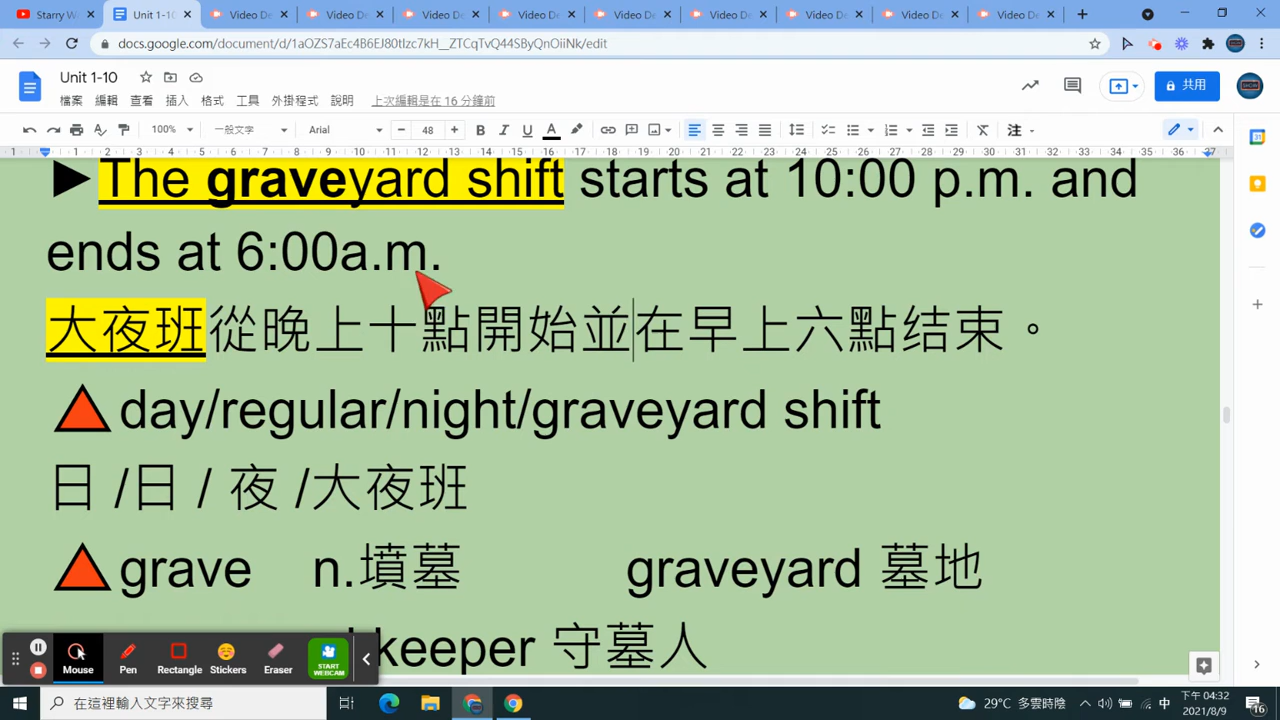 Starry W
Unit 1-10
Video De
Video De
Video De
Video De
Video De
Video De
Video De
Video De
Video De
docs.google.com/document/d/1aOZS7aEc4B6EJ80tlzc7kH__ZTCqTvQ44SByQnOiiNk/edit
Unit 1-10
檔案 編輯 查看 插入 格式 工具 外掛程式 說明 上次編輯是在 16 分鐘前
共用
100% 一般文字 Arial 48
►The graveyard shift starts at 10:00 p.m. and
ends at 6:00a.m.
大夜班從晚上十點開始並在早上六點结束。
day/regular/night/graveyard shift
日 /日 / 夜 /大夜班
grave n.墳墓 graveyard 墓地
keeper 守墓人
Mouse Pen Rectangle Stickers Eraser START WEBCAM
在這裡輸入文字來搜尋
29°C 多雲時陰
中
下午 04:32
2021/8/9
16